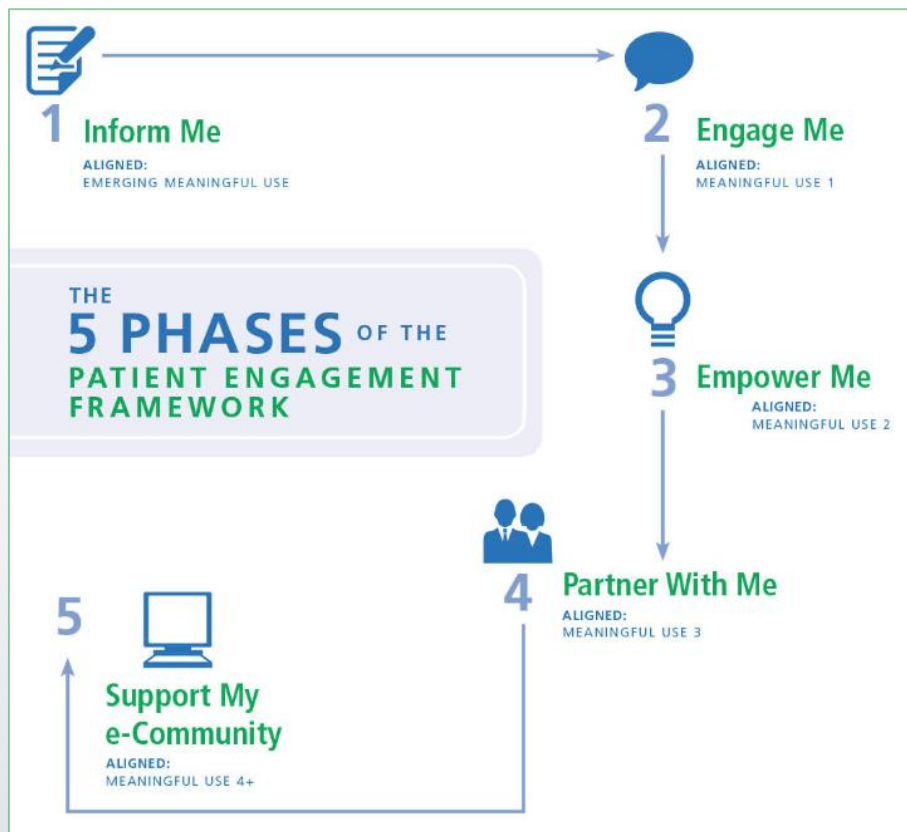 1 Inform Me
ALIGNED:
EMERGING MEANINGFUL USE
2 Engage Me
ALIGNED:
MEANINGFUL USE 1
THE
5 PHASES OF THE
PATIENT ENGAGEMENT
FRAMEWORK
3 Empower Me
ALIGNED:
MEANINGFUL USE 2
4 Partner With Me
ALIGNED:
MEANINGFUL USE 3
5
Support My
e-Community
ALIGNED:
MEANINGFUL USE 4+